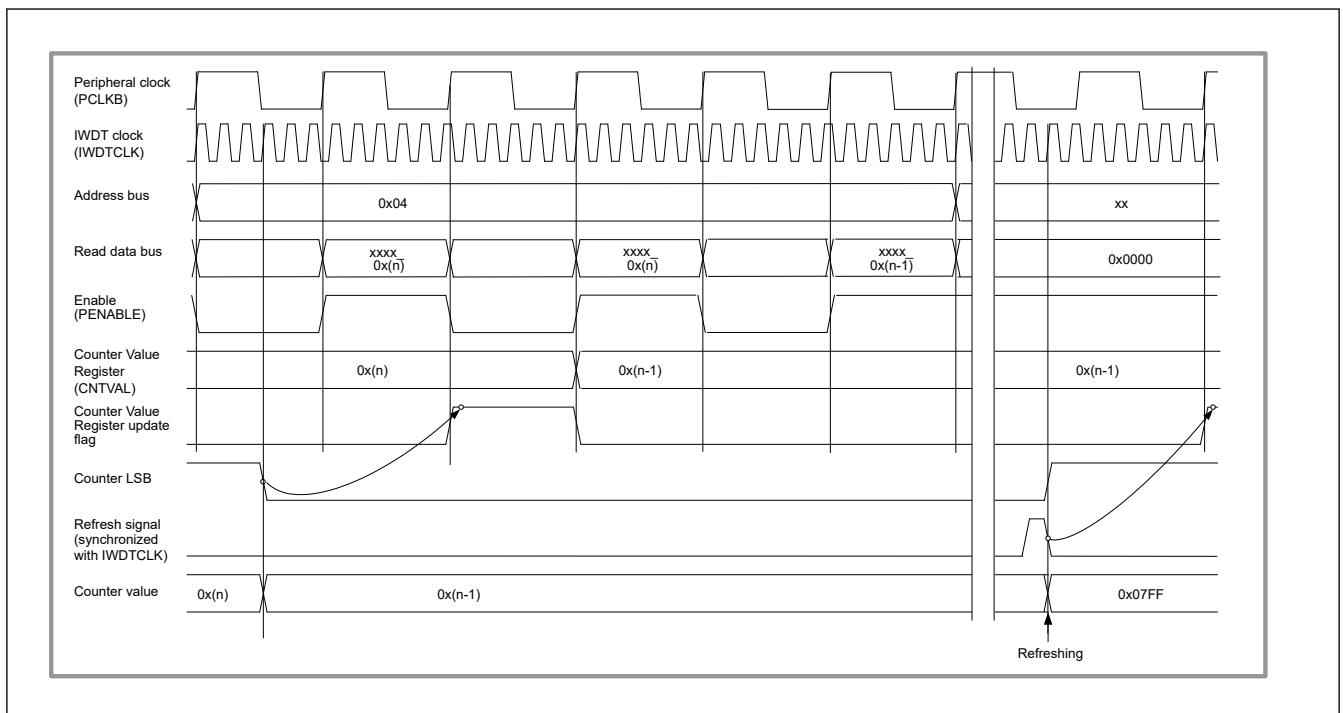 Peripheral clock
(PCLKB)
IWDT clock
(IWDTCLK)
Address bus
0x04
xx
Read data bus
xxxx_
0x(n)
xxxx_
0x(n)
xxxx_
0x(n-1)
0x0000
Enable
(PENABLE)
Counter Value
Register
(CNTVAL)
0x(n)
0x(n-1)
0x(n-1)
Counter Value
Register update
flag
Counter LSB
Refresh signal
(synchronized
with IWDTCLK)
Counter value
0x(n)
0x(n-1)
0x07FF
Refreshing